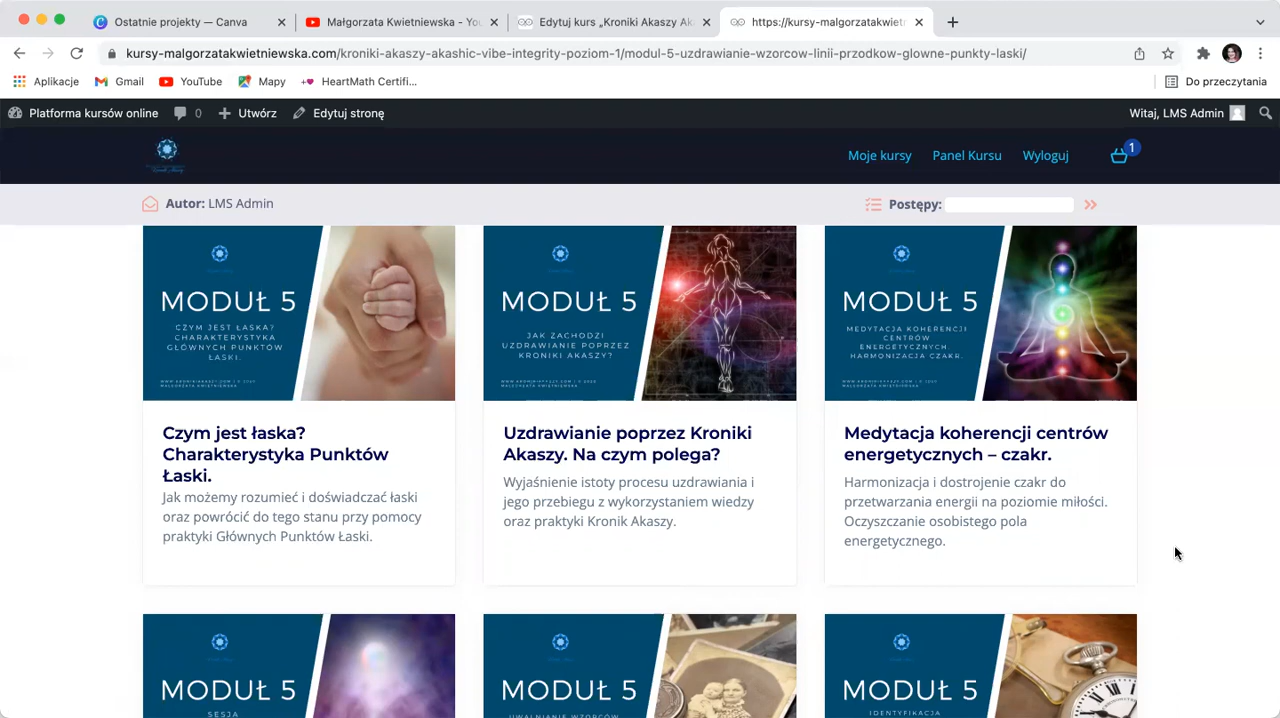 Ostatnie projekty — Canva
Małgorzata Kwietniewska - You
Edytuj kurs „Kroniki Akaszy Ak
https://kursy-malgorzatakwietn
kursy-malgorzatakwietniewska.com/kroniki-akaszy-akashic-vibe-integrity-poziom-1/modul-5-uzdrawianie-wzorcow-linii-przodkow-glowne-punkty-laski/
Aplikacje
Gmail
YouTube
Mapy
HeartMath Certifi...
Do przeczytania
Platforma kursów online
0
Utwórz
Edytuj stronę
Witaj, LMS Admin
Moje kursy
Panel Kursu
Wyloguj
1
Autor: LMS Admin
Postępy:
MODUŁ 5
CZYM JEST ŁASKA?
CHARAKTERYSTYKA
GŁÓWNYCH PUNKTÓW
ŁASKI.
MODUŁ 5
JAK ZACHODZI
UZDRAWIANIE POPRZEZ
KRONIKI AKASZY?
MODUŁ 5
MEDYTACJA KOHERENCJI
CENTRÓW
ENERGETYCZNYCH.
HARMONIZACJA CZAKR.
Czym jest łaska?
Charakterystyka Punktów
Łaski.
Jak możemy rozumieć i doświadczać łaski
oraz powrócić do tego stanu przy pomocy
praktyki Głównych Punktów Łaski.
Uzdrawianie poprzez Kroniki
Akaszy. Na czym polega?
Wyjaśnienie istoty procesu uzdrawiania i
jego przebiegu z wykorzystaniem wiedzy
oraz praktyki Kronik Akaszy.
Medytacja koherencji centrów
energetycznych – czakr.
Harmonizacja i dostrojenie czakr do
przetwarzania energii na poziomie miłości.
Oczyszczanie osobistego pola
energetycznego.
MODUŁ 5
SESJA
MODUŁ 5
UWALNIANIE WZORCÓW
MODUŁ 5
IDENTYFIKACJA